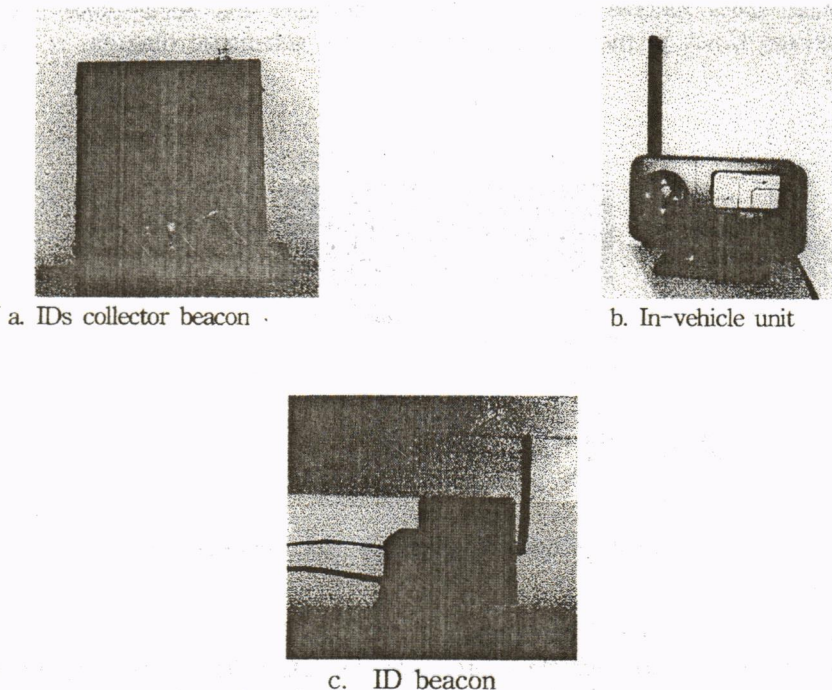 a. IDs collector beacon
b. In-vehicle unit
c. ID beacon